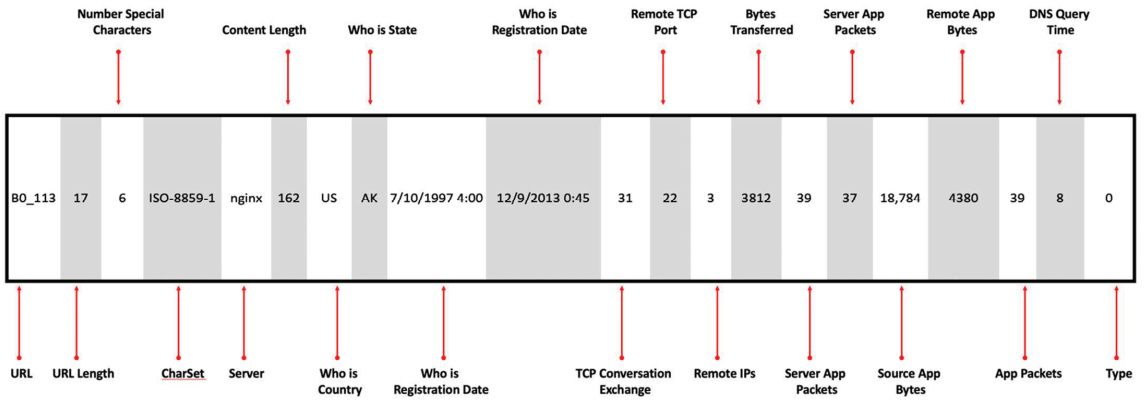 Number Special
Characters
Content Length
Who is State
Who is
Registration Date
Remote TCP
Port
Bytes
Transferred
Server App
Packets
Remote App
Bytes
DNS Query
Time
B0_113 17 6 ISO-8859-1 nginx 162 US AK 7/10/1997 4:00 12/9/2013 0:45 31 22 3 3812 39 37 18,784 4380 39 8 0
URL
URL Length
CharSet
Server
Who is
Country
Who is
Registration Date
TCP Conversation
Exchange
Remote IPs
Server App
Packets
Source App
Bytes
App Packets
Type